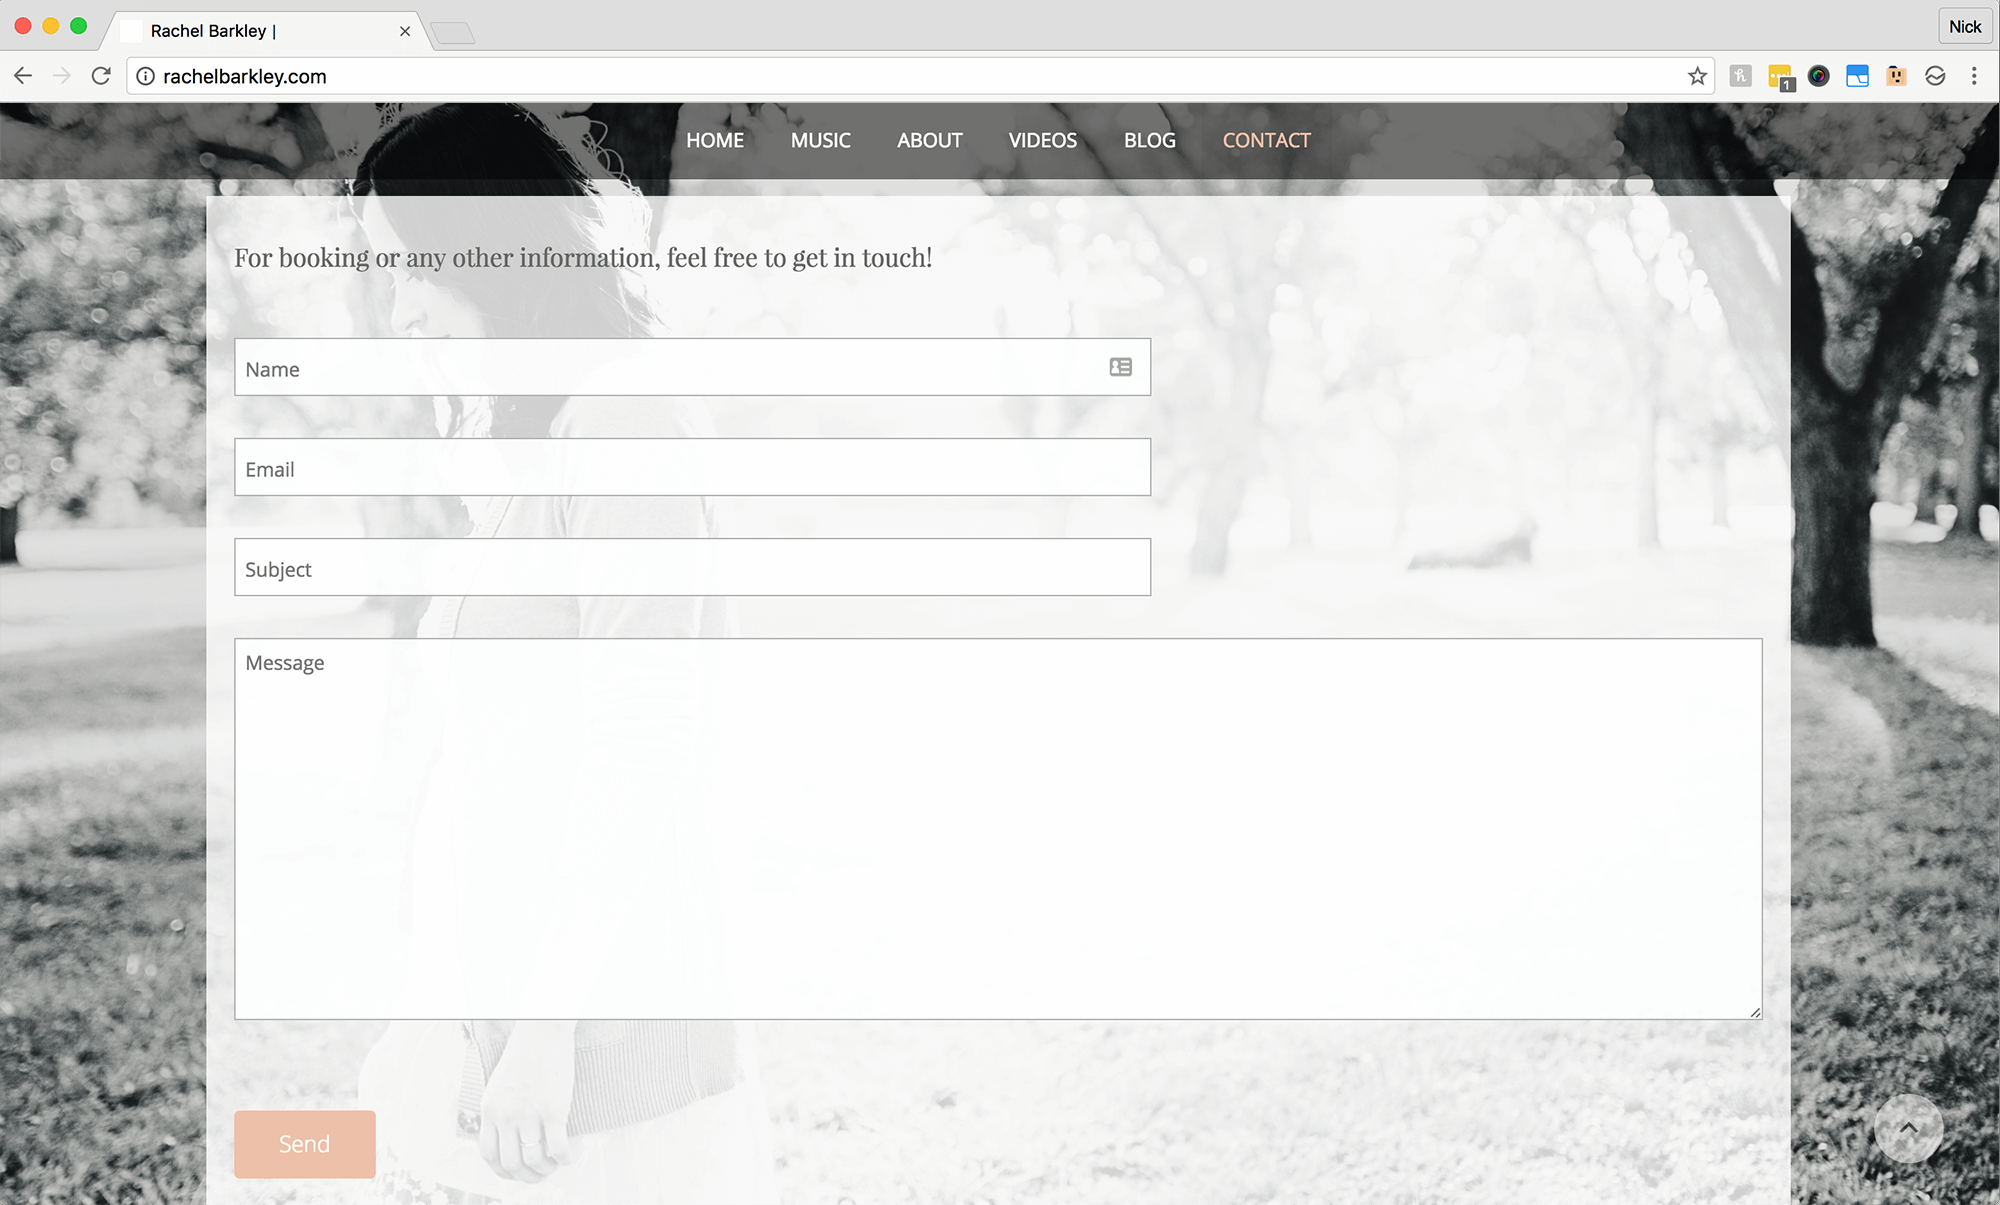 Rachel Barkley |
Nick
rachelbarkley.com
1
HOME MUSIC ABOUT VIDEOS BLOG CONTACT
For booking or any other information, feel free to get in touch!
Name
Email
Subject
Message
Send